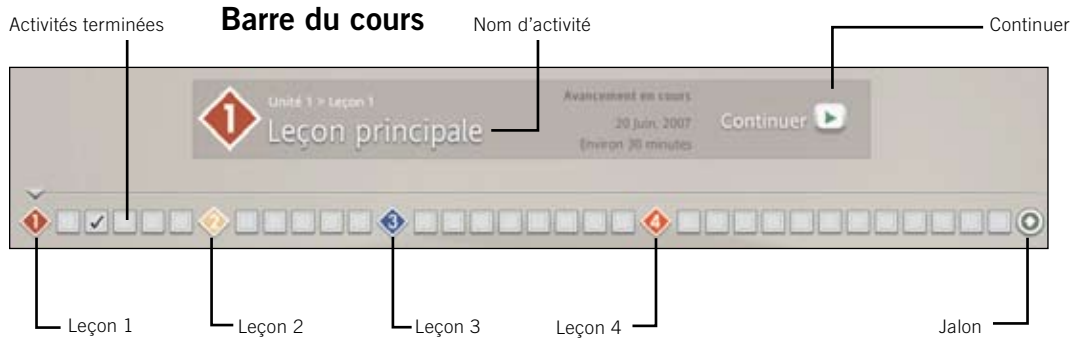 Barre du cours
Activités terminées
Nom d'activité
Continuer
1
Unité 1 > Leçon 1
Leçon principale
Avancement en cours
20 Juin, 2007
Environ 30 minutes
Continuer
1 2 3 4
Leçon 1
Leçon 2
Leçon 3
Leçon 4
Jalon